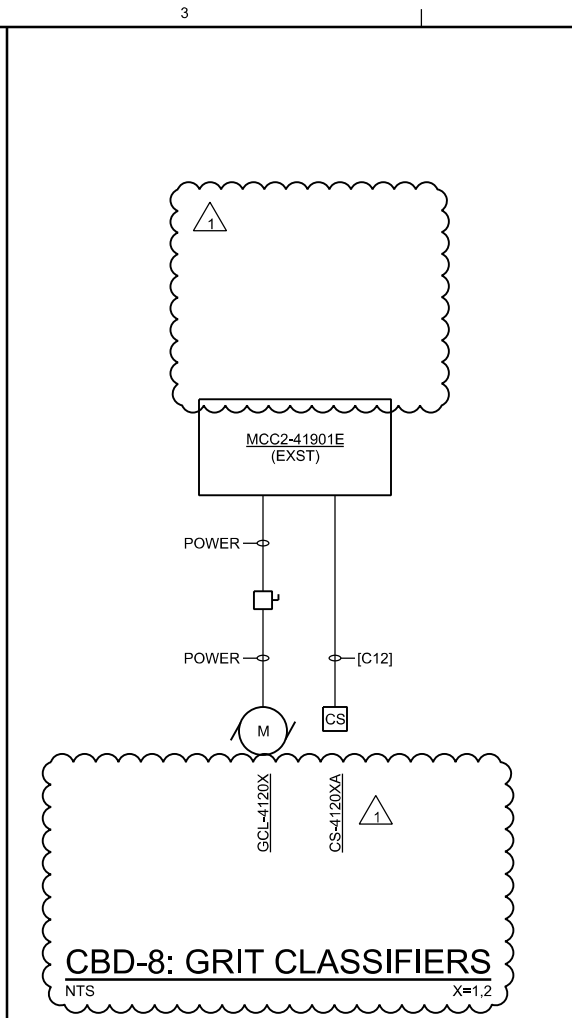 3
1
MCC2-41901E
(EXST)
POWER
POWER
[C12]
M
CS
GCL-4120X
CS-4120XA
1
CBD-8: GRIT CLASSIFIERS
NTS
X=1,2